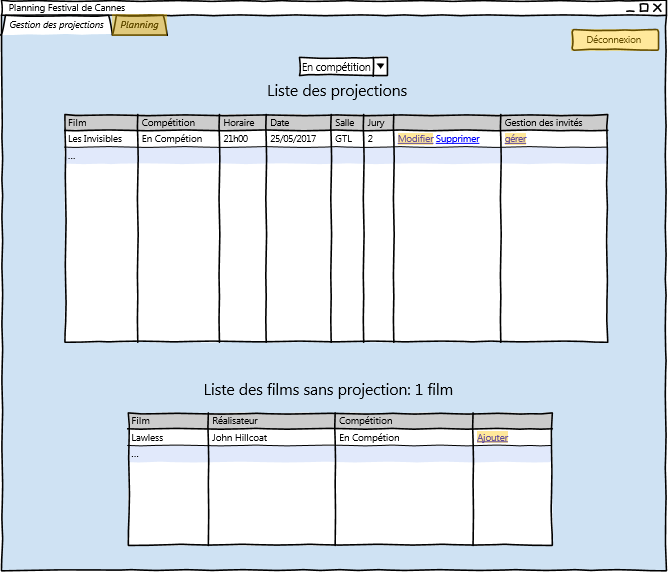 Planning Festival de Cannes
Gestion des projections Planning
Déconnexion
En compétition
Liste des projections
Film Compétition Horaire Date Salle Jury Gestion des invités
Les Invisibles En Compétion 21h00 25/05/2017 GTL 2 Modifier Supprimer gérer
...
Liste des films sans projection: 1 film
Film Réalisateur Compétition
Lawless John Hillcoat En Compétion Ajouter
...